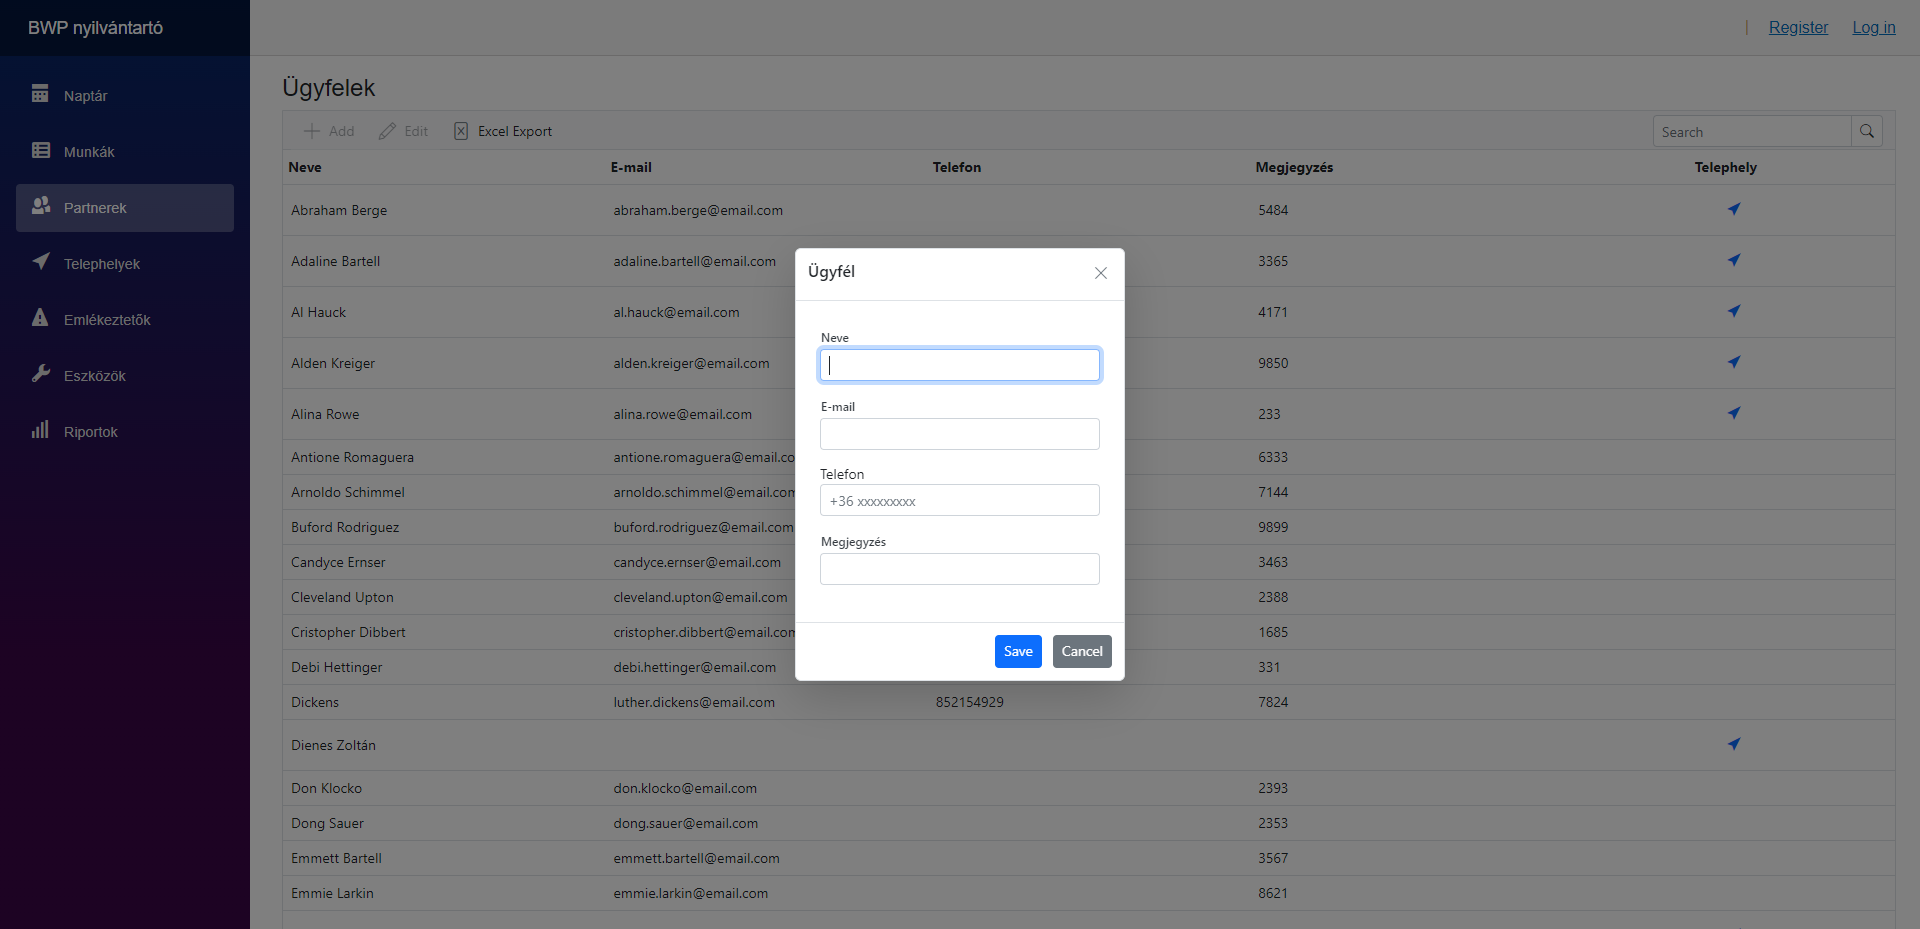 BWP nyilvántartó
Register Log in
Naptár
Munkák
Partnerek
Telephelyek
Emlékeztetők
Eszközök
Riportok
Ügyfelek
Add Edit Excel Export Search
Neve E-mail Telefon Megjegyzés Telephely
Abraham Berge abraham.berge@email.com 5484
Adaline Bartell adaline.bartell@email.com 3365
Al Hauck al.hauck@email.com 4171
Alden Kreiger alden.kreiger@email.com 9850
Alina Rowe alina.rowe@email.com 233
Antione Romaguera antione.romaguera@email.co 6333
Arnoldo Schimmel arnoldo.schimmel@email.com 7144
Buford Rodriguez buford.rodriguez@email.com 9899
Candyce Ernser candyce.ernser@email.com 3463
Cleveland Upton cleveland.upton@email.com 2388
Cristopher Dibbert cristopher.dibbert@email.com 1685
Debi Hettinger debi.hettinger@email.com 331
Dickens luther.dickens@email.com 852154929 7824
Dienes Zoltán
Don Klocko don.klocko@email.com 2393
Dong Sauer dong.sauer@email.com 2353
Emmett Bartell emmett.bartell@email.com 3567
Emmie Larkin emmie.larkin@email.com 8621
Ügyfél
Neve
E-mail
Telefon
+36 xxxxxxxxx
Megjegyzés
Save Cancel